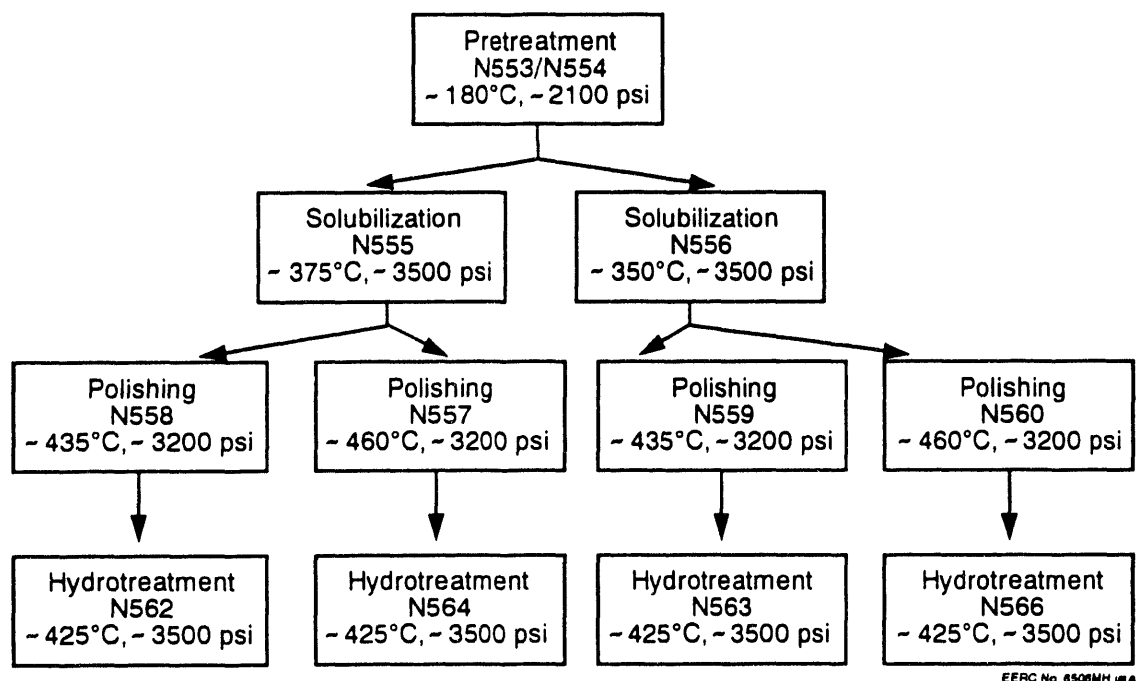 Pretreatment
N553/N554
~ 180°C, ~ 2100 psi
Solubilization
N555
~ 375°C, ~ 3500 psi
Solubilization
N556
~ 350°C, ~ 3500 psi
Polishing
N558
~ 435°C, ~ 3200 psi
Polishing
N557
~ 460°C, ~ 3200 psi
Polishing
N559
~ 435°C, ~ 3200 psi
Polishing
N560
~ 460°C, ~ 3200 psi
Hydrotreatment
N562
~ 425°C, ~ 3500 psi
Hydrotreatment
N564
~ 425°C, ~ 3500 psi
Hydrotreatment
N563
~ 425°C, ~ 3500 psi
Hydrotreatment
N566
~ 425°C, ~ 3500 psi
EERC No.